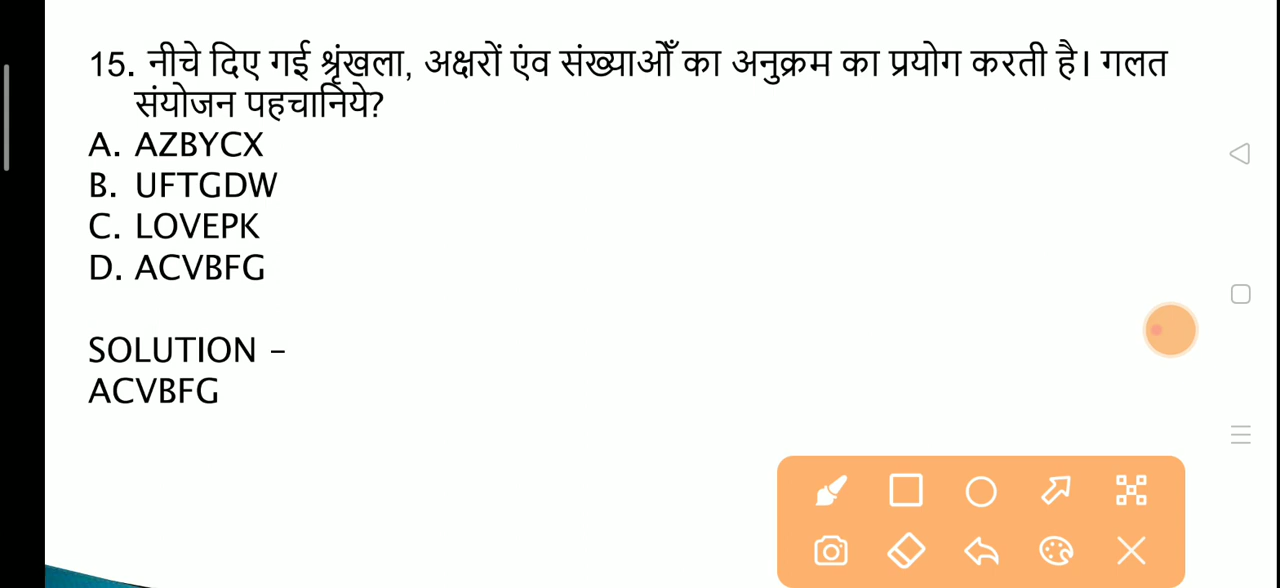 15. नीचे दिए गई श्रृंखला, अक्षरों एंव संख्याओँ का अनुक्रम का प्रयोग करती है। गलत
संयोजन पहचानिये?
A. AZBYCX
B. UFTGDW
C. LOVEPK
D. ACVBFG
SOLUTION –
ACVBFG